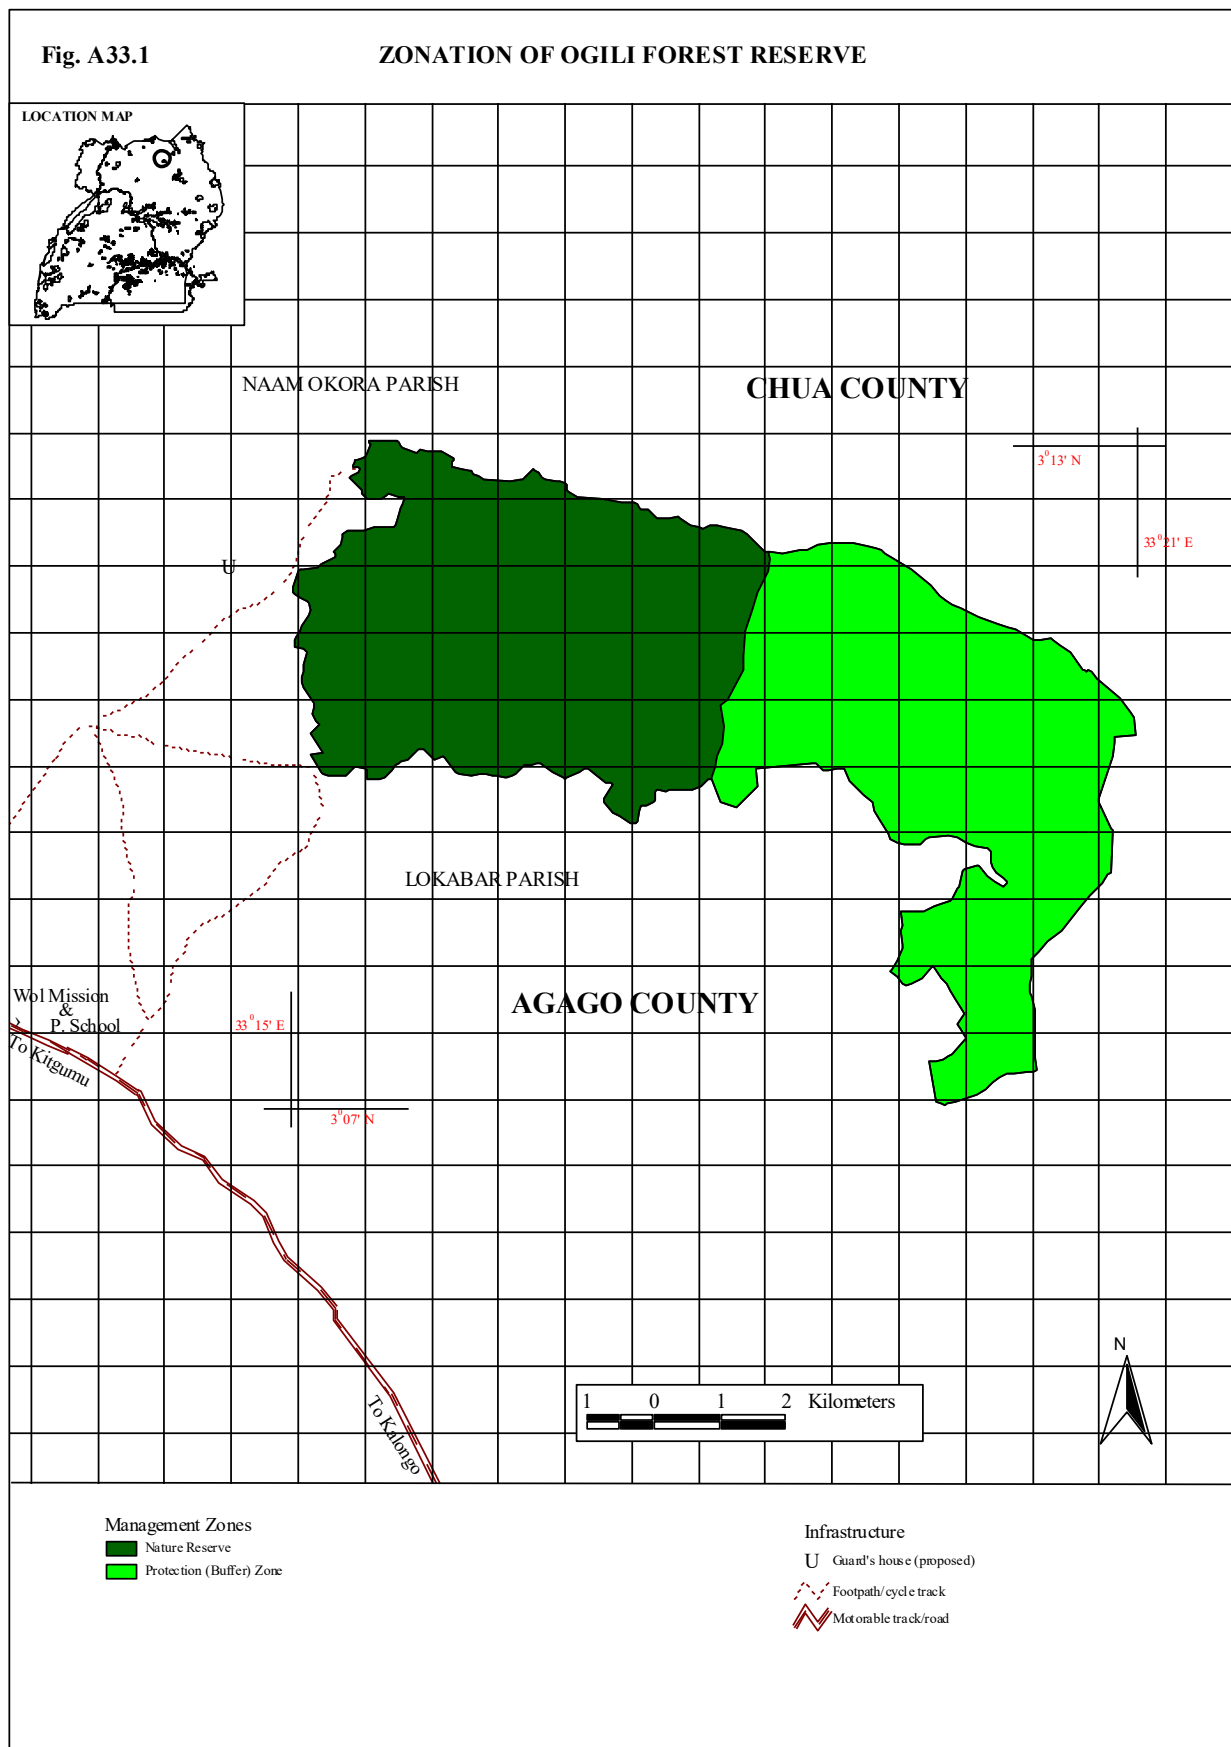 Fig. A33.1
ZONATION OF OGILI FOREST RESERVE
LOCATION MAP
NAAM OKORA PARISH
CHUA COUNTY
3°13' N
33°21' E
U
LOKABAR PARISH
Wol Mission
&
P. School
AGAGO COUNTY
33°15' E
To Kitgumu
3°07' N
N
1 0 1 2 Kilometers
To Kalongo
Management Zones
Nature Reserve
Protection (Buffer) Zone
Infrastructure
U Guard's house (proposed)
Footpath/cycle track
Motorable track/road